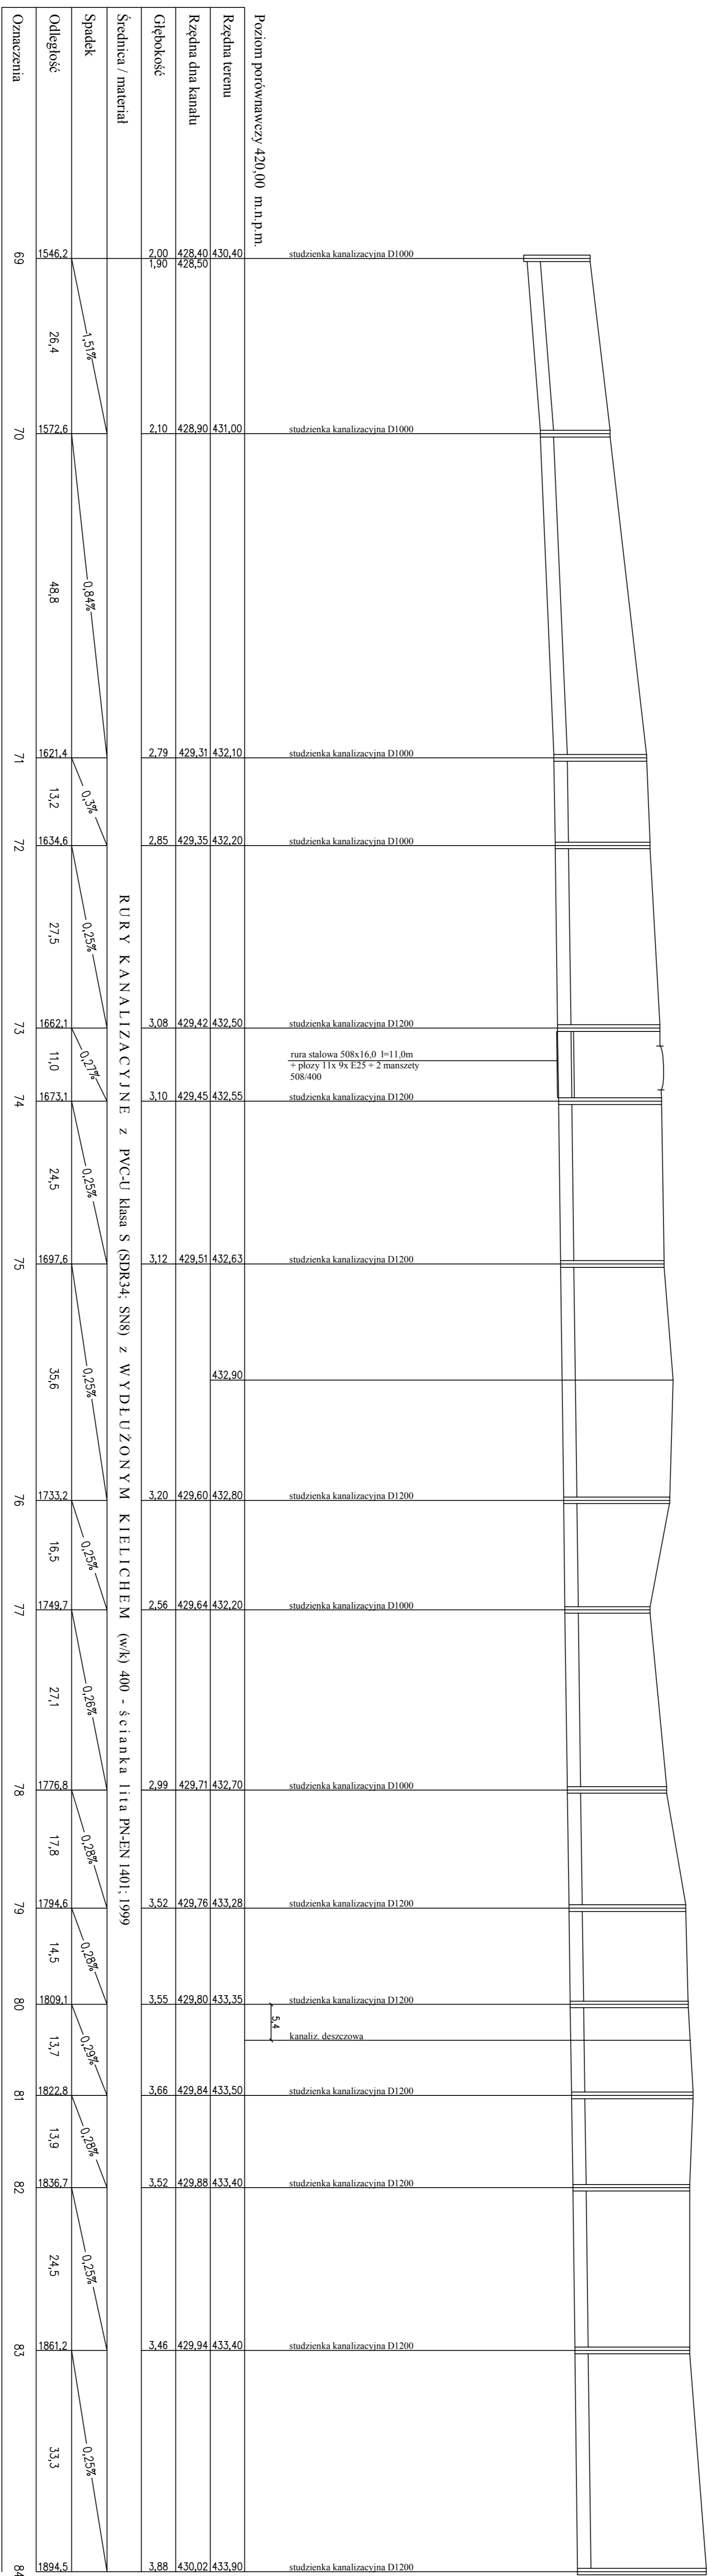 Poziom porównawczy 420,00 m.n.p.m.
studzienka kanalizacyjna D1000
studzienka kanalizacyjna D1000
studzienka kanalizacyjna D1000
studzienka kanalizacyjna D1000
studzienka kanalizacyjna D1200
rura stalowa 508x16,0 l=11,0m
+ płozy 11x 9x E25 + 2 manszety
508/400
studzienka kanalizacyjna D1200
studzienka kanalizacyjna D1200
studzienka kanalizacyjna D1200
studzienka kanalizacyjna D1000
studzienka kanalizacyjna D1000
studzienka kanalizacyjna D1200
studzienka kanalizacyjna D1200
5,4
kanaliz. deszczowa
studzienka kanalizacyjna D1200
studzienka kanalizacyjna D1200
studzienka kanalizacyjna D1200
studzienka kanalizacyjna D1200
Rzędna terenu 430,40 431,00 432,10 432,20 432,50 432,55 432,63 432,90 432,80 432,20 432,70 433,28 433,35 433,50 433,40 433,40 433,90
Rzędna dna kanału 428,40 428,50 428,90 429,31 429,35 429,42 429,45 429,51 429,60 429,64 429,71 429,76 429,80 429,84 429,88 429,94 430,02
Głębokość 2,00 1,90 2,10 2,79 2,85 3,08 3,10 3,12 3,20 2,56 2,99 3,52 3,55 3,66 3,52 3,46 3,88
Średnica / materiał RURY KANALIZACYJNE z PVC-U klasa S (SDR34; SN8) z WYDŁUŻONYM KIELICHEM (w/k) 400 - ścianka lita PN-EN 1401; 1999
Spadek 1,51% 0,84% 0,3% 0,25% 0,27% 0,25% 0,25% 0,25% 0,26% 0,28% 0,28% 0,29% 0,28% 0,25% 0,25%
Odległość 1546,2 26,4 1572,6 48,8 1621,4 13,2 1634,6 27,5 1662,1 11,0 1673,1 24,5 1697,6 35,6 1733,2 16,5 1749,7 27,1 1776,8 17,8 1794,6 14,5 1809,1 13,7 1822,8 13,9 1836,7 24,5 1861,2 33,3 1894,5
Oznaczenia 69 70 71 72 73 74 75 76 77 78 79 80 81 82 83 84